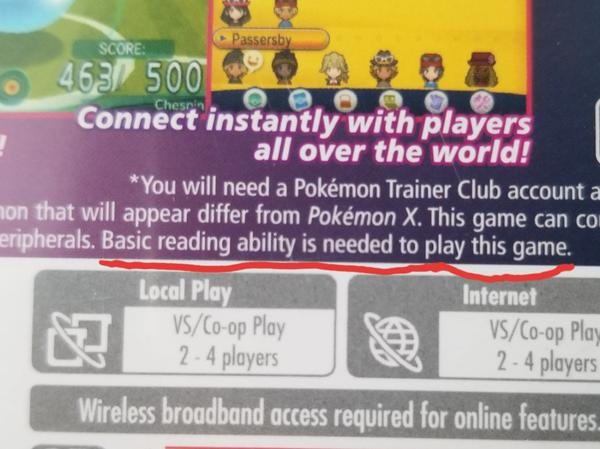 SCORE:
463/ 500
Chespin
Passersby
!
Connect instantly with players
all over the world!
*You will need a Pokémon Trainer Club account a
on that will appear differ from Pokémon X. This game can co
eripherals. Basic reading ability is needed to play this game.
Local Play
VS/Co-op Play
2 - 4 players
Internet
VS/Co-op Play
2 - 4 players
Wireless broadband access required for online features.